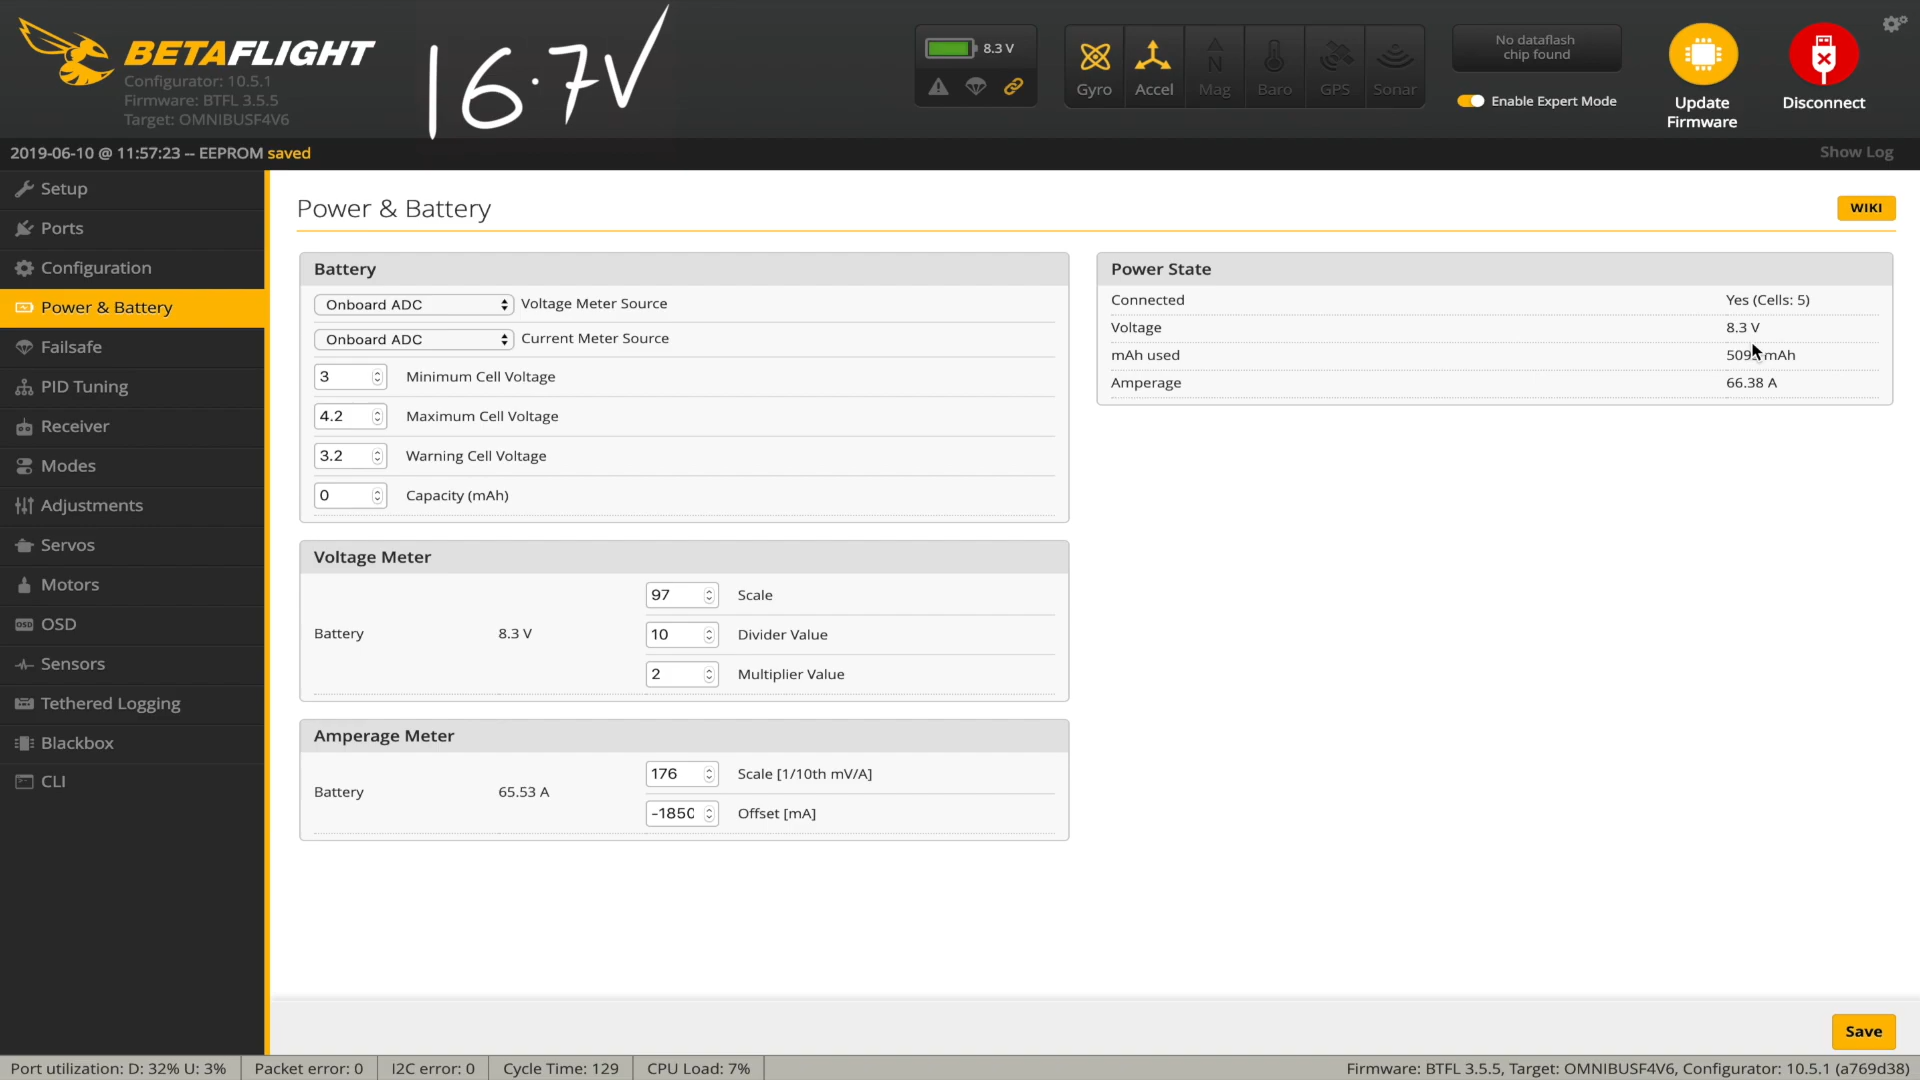 BETAFLIGHT
Configurator: 10.5.1
Firmware: BTFL 3.5.5
Target: OMNIBUSF4V6
16.7V
8.3 V
Gyro
Accel
Mag
Baro
GPS
Sonar
No dataflash
chip found
Enable Expert Mode
Update
Firmware
Disconnect
2019-06-10 @ 11:57:23 -- EEPROM saved
Show Log
Setup
Ports
Configuration
Power & Battery
Failsafe
PID Tuning
Receiver
Modes
Adjustments
Servos
Motors
OSD
Sensors
Tethered Logging
Blackbox
CLI
Power & Battery
WIKI
Battery
Onboard ADC Voltage Meter Source
Onboard ADC Current Meter Source
3 Minimum Cell Voltage
4.2 Maximum Cell Voltage
3.2 Warning Cell Voltage
0 Capacity (mAh)
Voltage Meter
Battery 8.3 V
97 Scale
10 Divider Value
2 Multiplier Value
Amperage Meter
Battery 65.53 A
176 Scale [1/10th mV/A]
-1850 Offset [mA]
Power State
Connected Yes (Cells: 5)
Voltage 8.3 V
mAh used mAh
Amperage 66.38 A
Save
Port utilization: D: 32% U: 3%
Packet error: 0
I2C error: 0
Cycle Time: 129
CPU Load: 7%
Firmware: BTFL 3.5.5, Target: OMNIBUSF4V6, Configurator: 10.5.1 (a769d38)